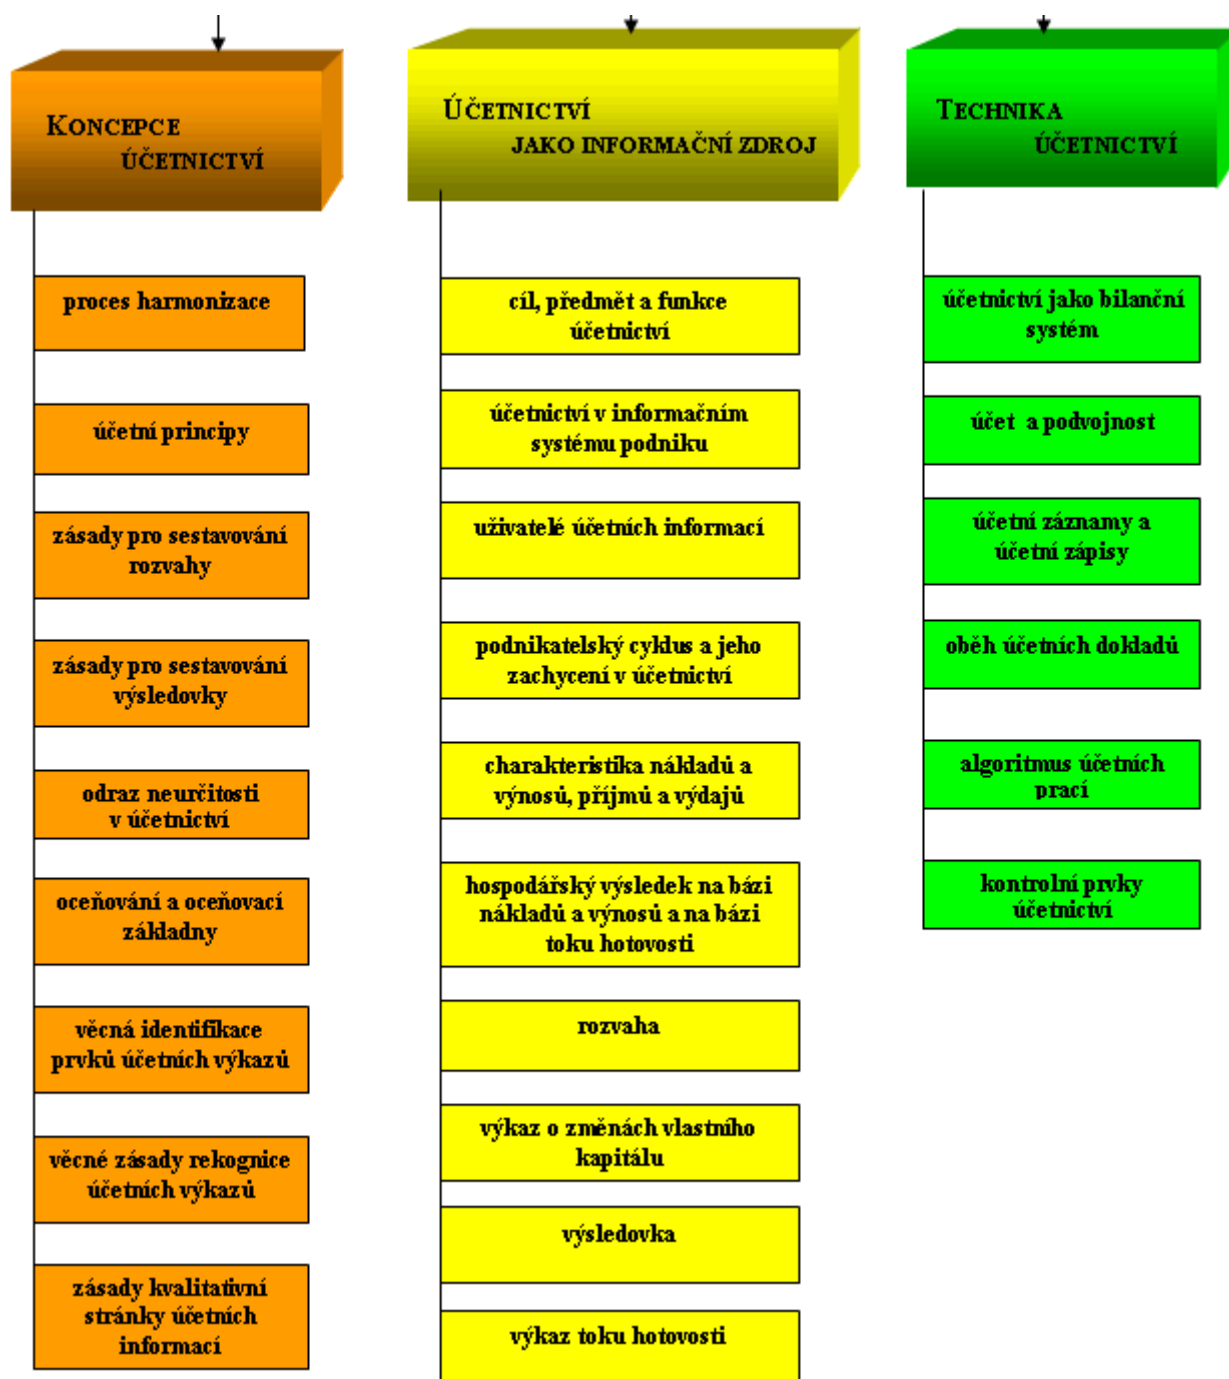 KONCEPCE
ÚČETNICTVÍ
proces harmonizace
účetní principy
zásady pro sestavování
rozvahy
zásady pro sestavování
výsledovky
odraz neurčitosti
v účetnictví
oceňování a oceňovací
základny
věcná identifikace
prvků účetních výkazů
věcné zásady rekognice
účetních výkazů
zásady kvalitativní
stránky účetních
informací
ÚČETNICTVÍ
JAKO INFORMAČNÍ ZDROJ
cíl, předmět a funkce
účetnictví
účetnictví v informačním
systému podniku
uživatelé účetních informací
podnikatelský cyklus a jeho
zachycení v účetnictví
charakteristika nákladů a
výnosů, příjmů a výdajů
hospodářský výsledek na bázi
nákladů a výnosů a na bázi
toku hotovosti
rozvaha
výkaz o změnách vlastního
kapitálu
výsledovka
výkaz toku hotovosti
TECHNIKA
ÚČETNICTVÍ
účetnictví jako bilanční
systém
účet a podvojnost
účetní záznamy a
účetní zápisy
oběh účetních dokladů
algoritmus účetních
prací
kontrolní prvky
účetnictví